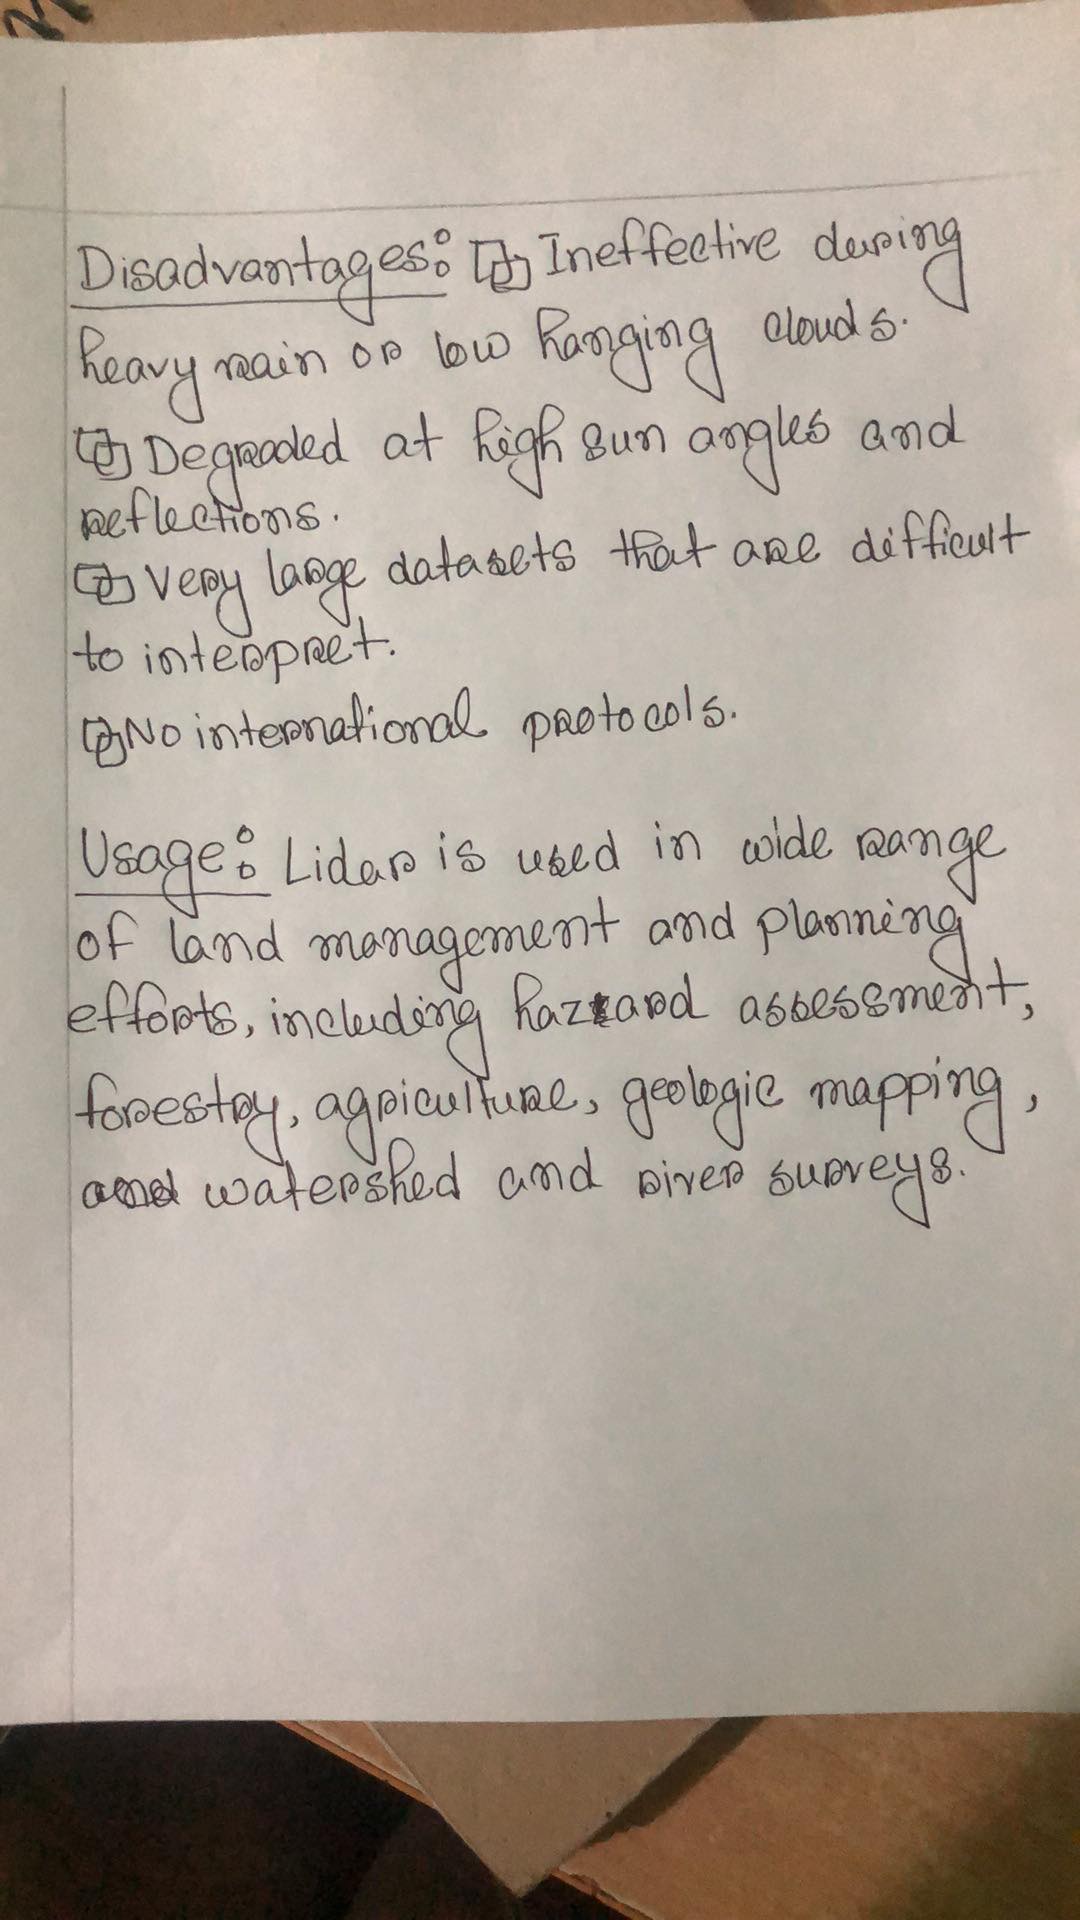 Disadvantages: Ineffective during
heavy rain or low hanging clouds.
Degraded at high sun angles and
reflections.
Very large datasets that are difficult
to interpret.
No international protocols.
Usage: Lidar is used in wide range
of land management and planning
efforts, including hazard assessment,
forestry, agriculture, geologic mapping,
and watershed and river surveys.